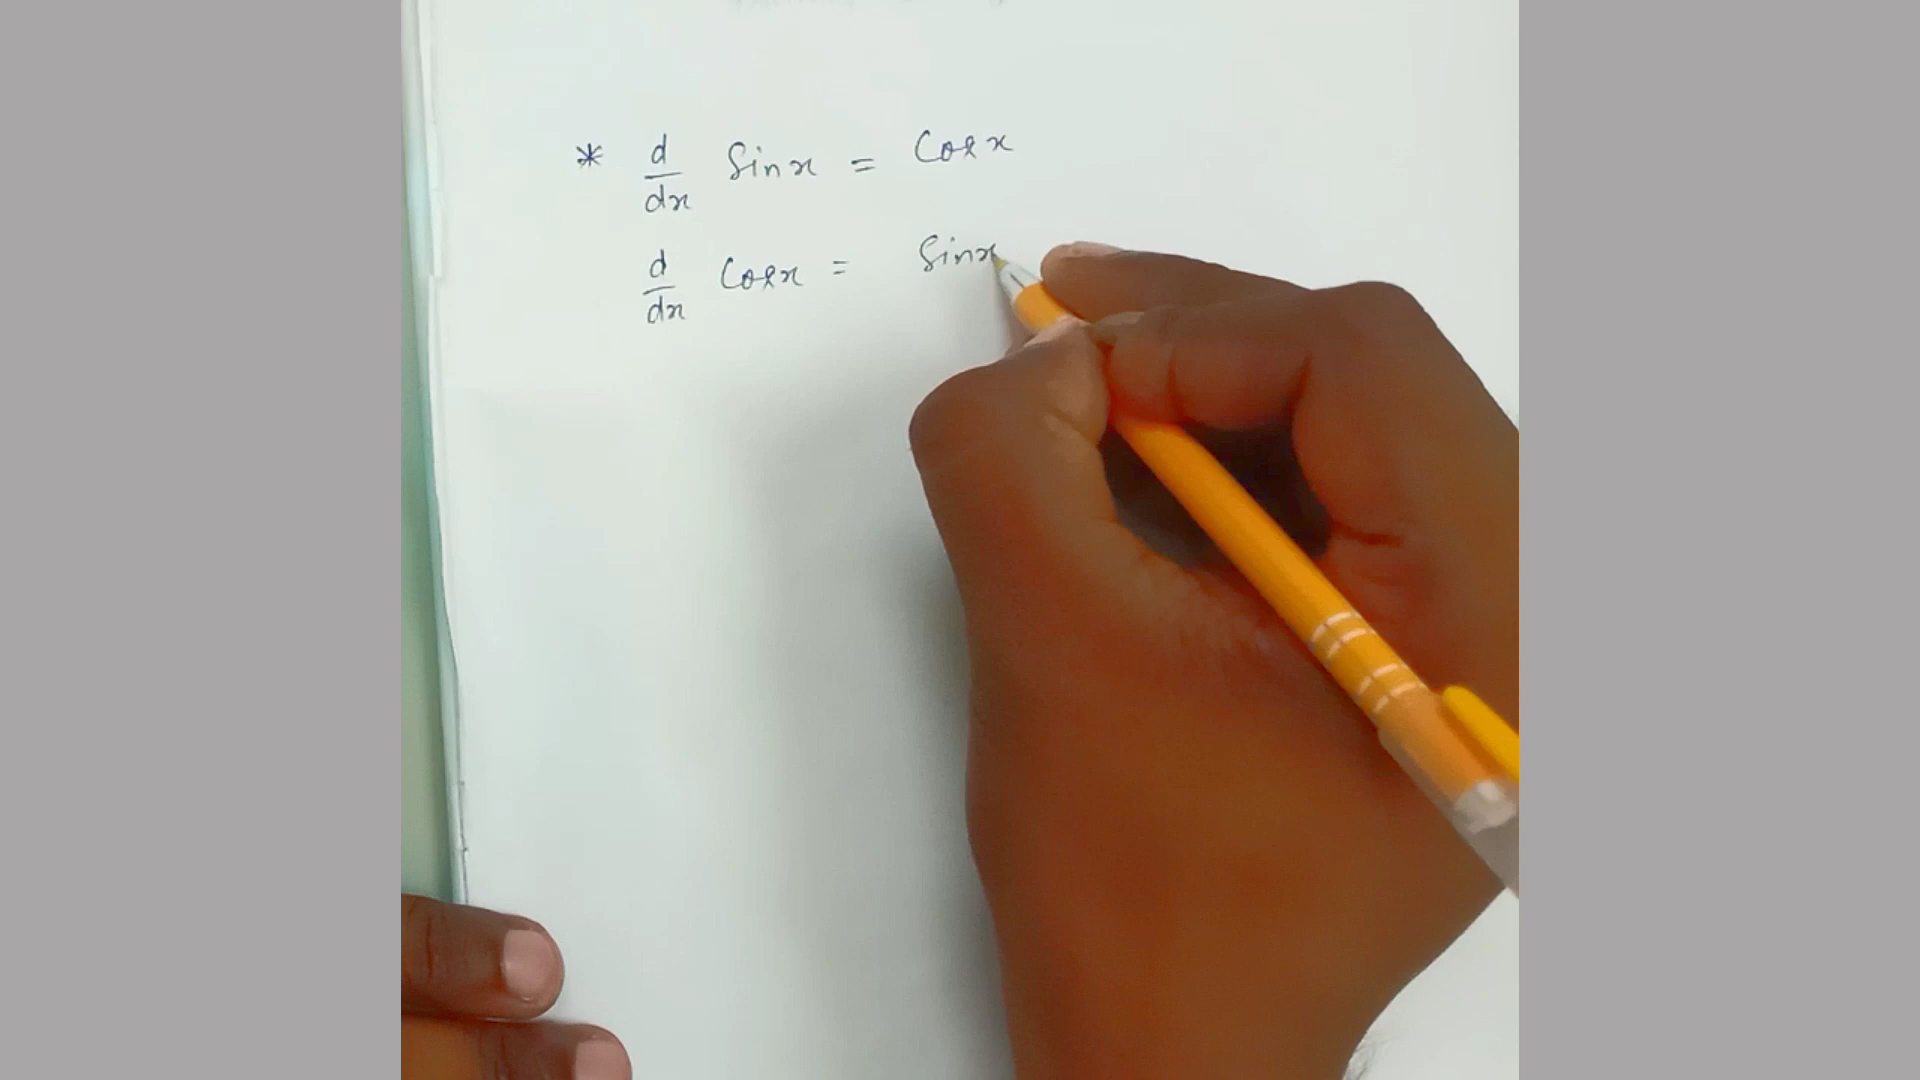 * d/dx Sinx = Cosx
d/dx Cosx = Sinx